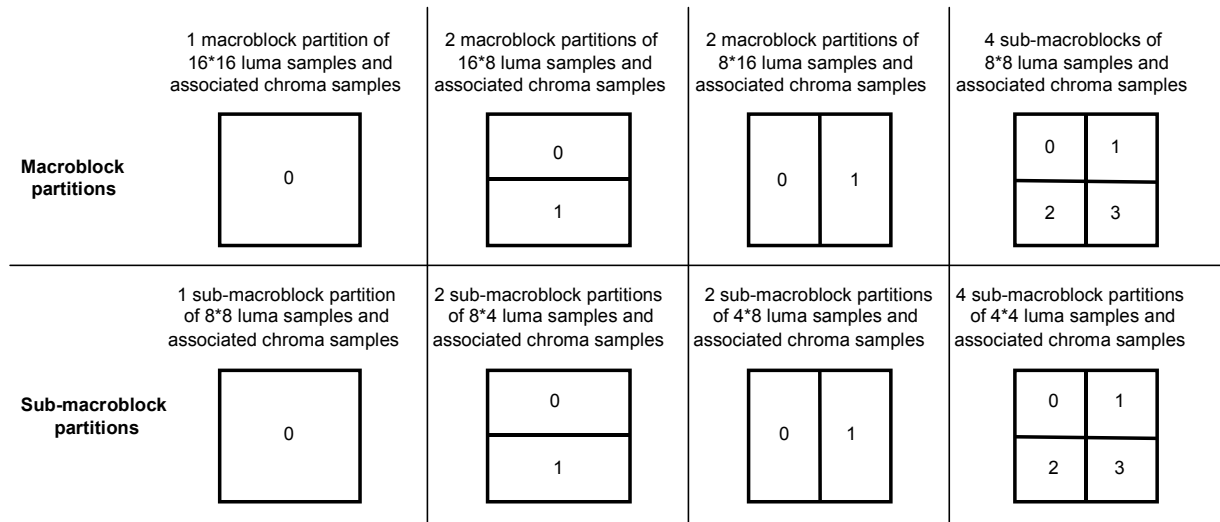 1 macroblock partition of
16*16 luma samples and
associated chroma samples
2 macroblock partitions of
16*8 luma samples and
associated chroma samples
2 macroblock partitions of
8*16 luma samples and
associated chroma samples
4 sub-macroblocks of
8*8 luma samples and
associated chroma samples
Macroblock
partitions
0
0
1
0 1
0 1
2 3
1 sub-macroblock partition
of 8*8 luma samples and
associated chroma samples
2 sub-macroblock partitions
of 8*4 luma samples and
associated chroma samples
2 sub-macroblock partitions
of 4*8 luma samples and
associated chroma samples
4 sub-macroblock partitions
of 4*4 luma samples and
associated chroma samples
Sub-macroblock
partitions
0
0
1
0 1
0 1
2 3